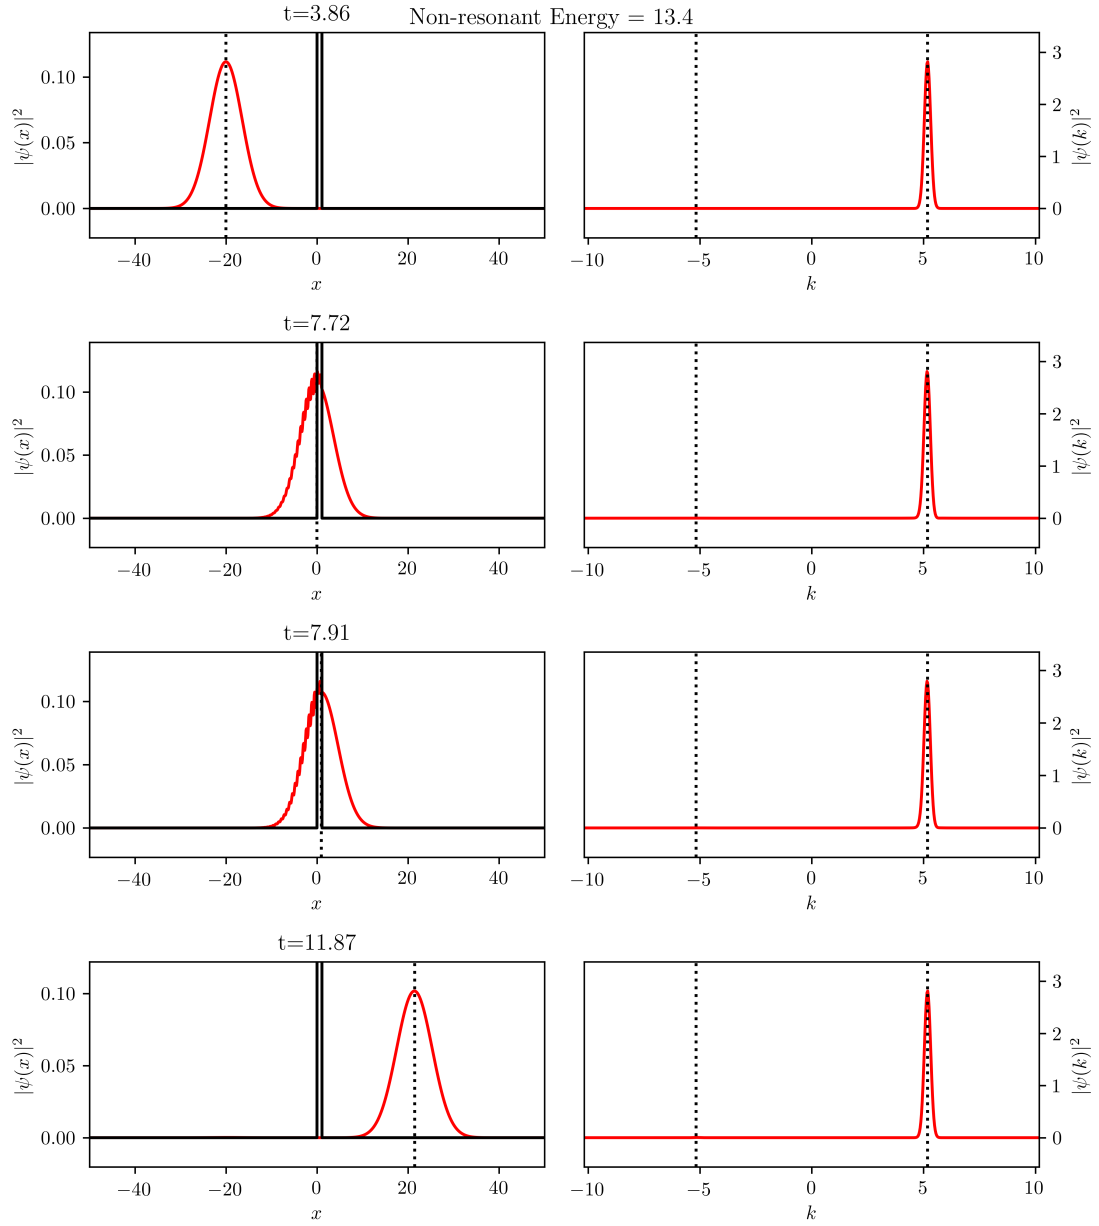 Non-resonant Energy = 13.4
t=3.86
|ψ(x)|²
0.10
0.05
0.00
−40 −20 0 20 40
x
3
2
1
0
|ψ(k)|²
−10 −5 0 5 10
k
t=7.72
|ψ(x)|²
0.10
0.05
0.00
−40 −20 0 20 40
x
3
2
1
0
|ψ(k)|²
−10 −5 0 5 10
k
t=7.91
|ψ(x)|²
0.10
0.05
0.00
−40 −20 0 20 40
x
3
2
1
0
|ψ(k)|²
−10 −5 0 5 10
k
t=11.87
|ψ(x)|²
0.10
0.05
0.00
−40 −20 0 20 40
x
3
2
1
0
|ψ(k)|²
−10 −5 0 5 10
k